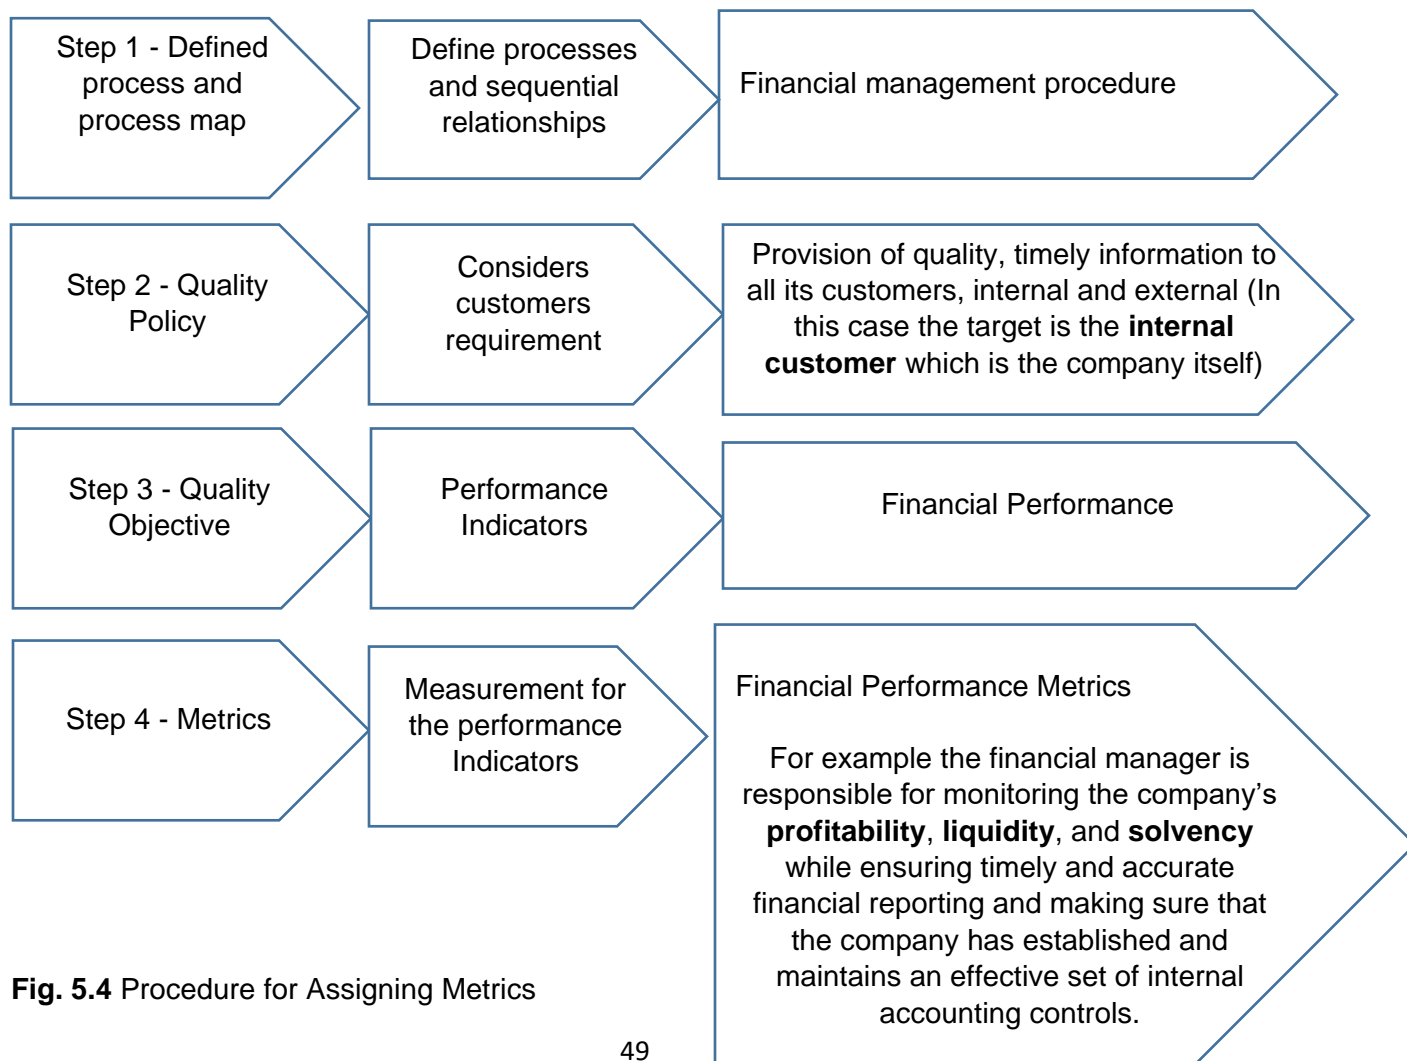 Step 1 - Defined
process and
process map
Define processes
and sequential
relationships
Financial management procedure
Step 2 - Quality
Policy
Considers
customers
requirement
Provision of quality, timely information to
all its customers, internal and external (In
this case the target is the internal
customer which is the company itself)
Step 3 - Quality
Objective
Performance
Indicators
Financial Performance
Step 4 - Metrics
Measurement for
the performance
Indicators
Financial Performance Metrics
For example the financial manager is
responsible for monitoring the company’s
profitability, liquidity, and solvency
while ensuring timely and accurate
financial reporting and making sure that
the company has established and
maintains an effective set of internal
accounting controls.
Fig. 5.4 Procedure for Assigning Metrics
49